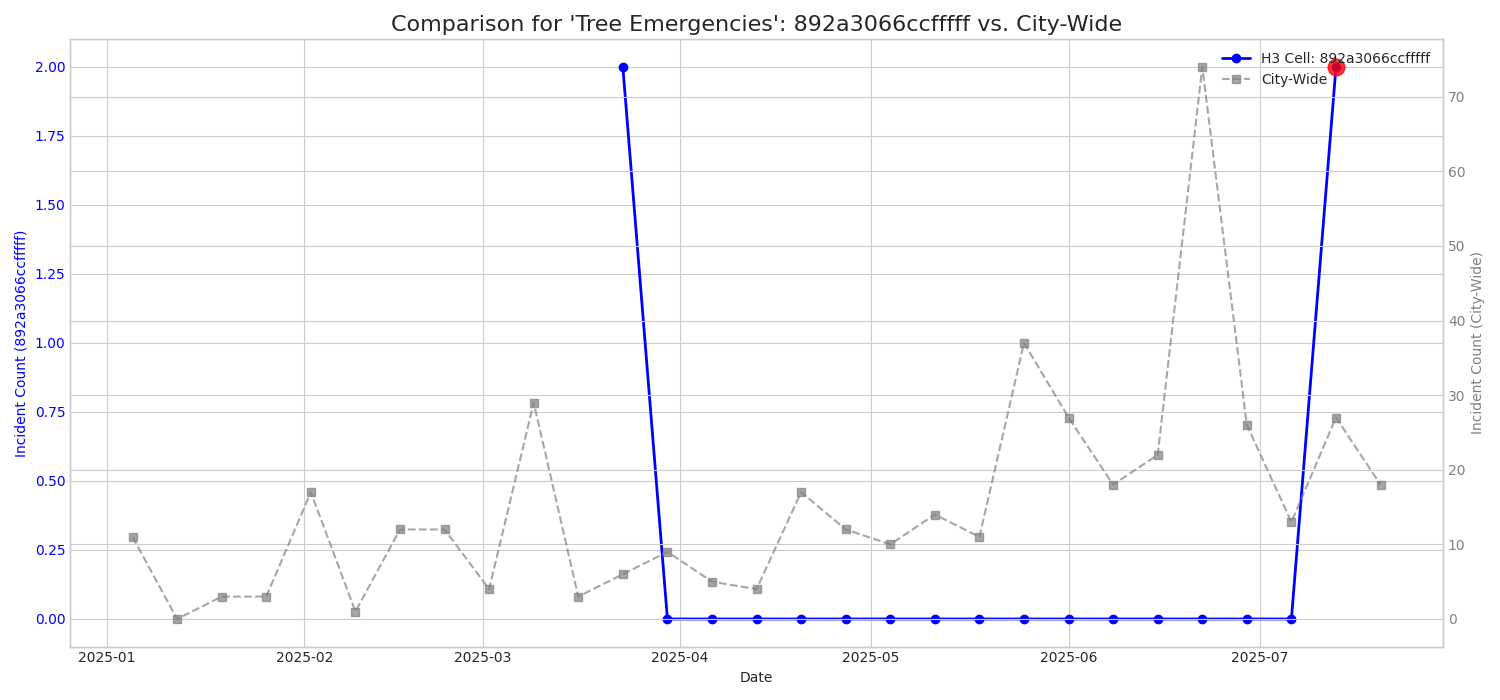 Comparison for 'Tree Emergencies': 892a3066ccfffff vs. City-Wide
H3 Cell: 892a3066ccfffff
City-Wide
Incident Count (892a3066ccfffff)
2.00
1.75
1.50
1.25
1.00
0.75
0.50
0.25
0.00
70
60
50
40
30
20
10
0
Incident Count (City-Wide)
2025-01 2025-02 2025-03 2025-04 2025-05 2025-06 2025-07
Date